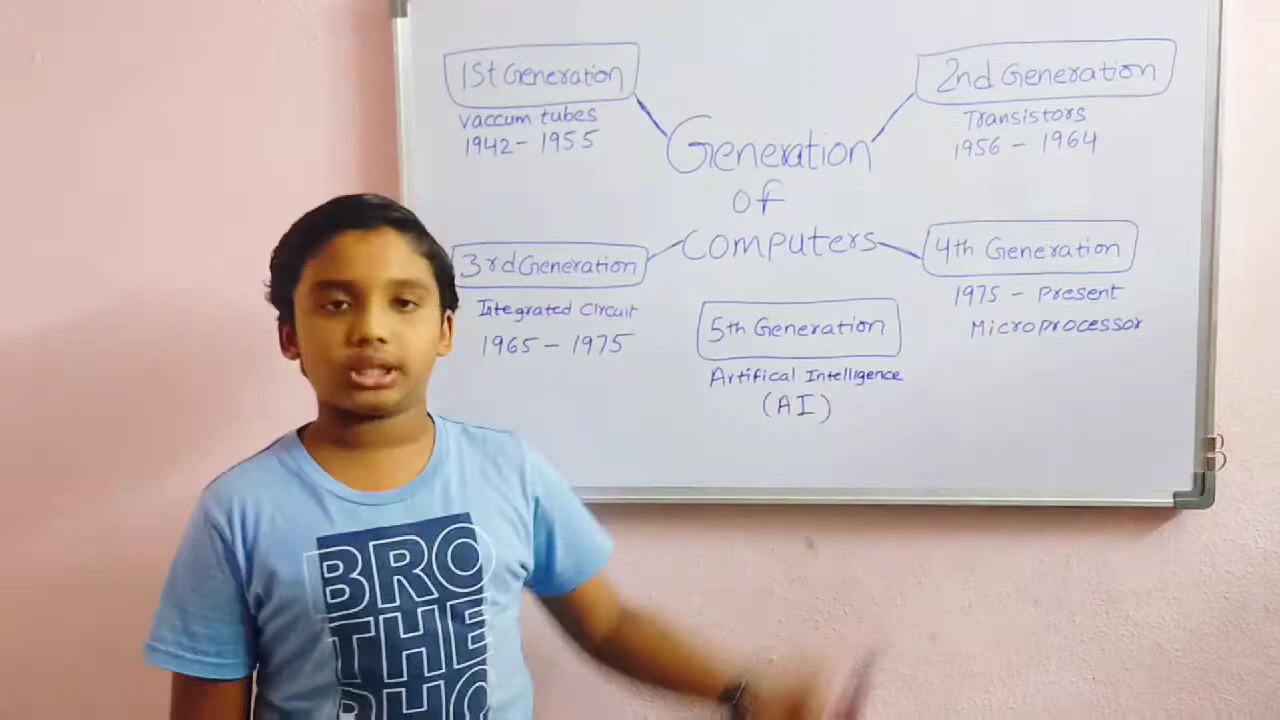 1St Generation
Vaccum tubes
1942 - 1955
2nd Generation
Transistors
1956 - 1964
Generation
of
Computers
3rd Generation
Integrated Circuit
1965 - 1975
4th Generation
1975 - Present
Microprocessor
5th Generation
Artifical Intelligence
(AI)
BRO
THE
RHO